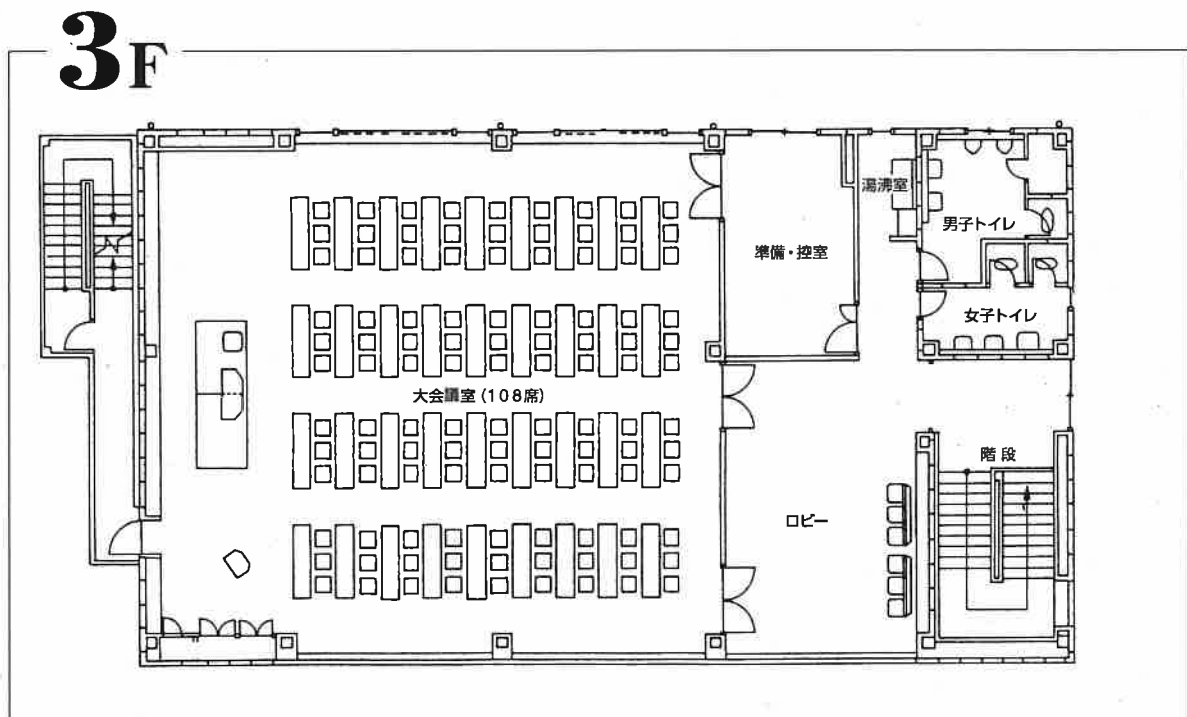 3F
湯沸室
男子トイレ
準備・控室
女子トイレ
大会議室(108席)
階段
ロビー